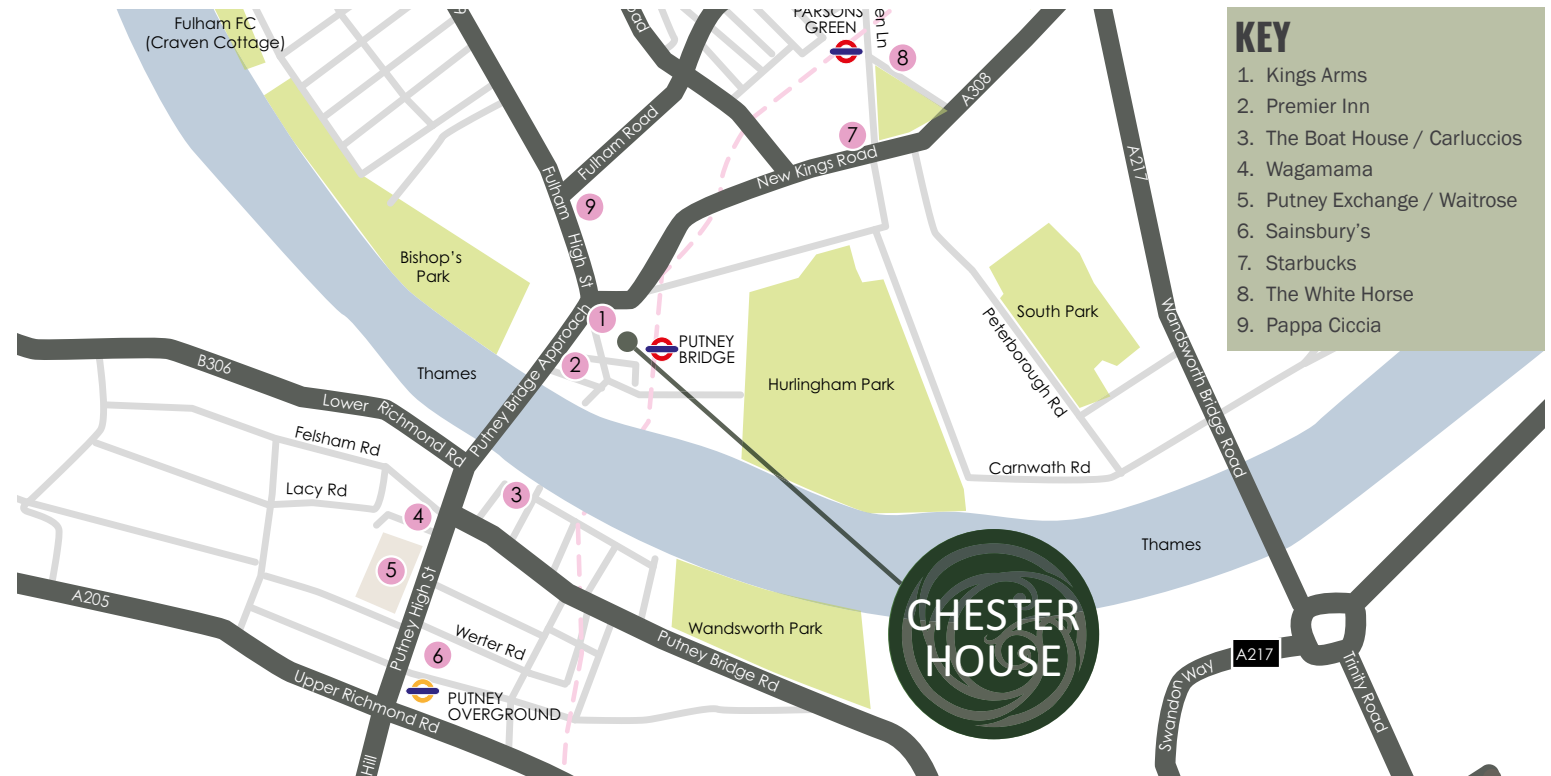 Fulham FC
(Craven Cottage)
PARSONS
GREEN
en Ln
8
A308
KEY
1. Kings Arms
2. Premier Inn
3. The Boat House / Carluccios
4. Wagamama
5. Putney Exchange / Waitrose
6. Sainsbury's
7. Starbucks
8. The White Horse
9. Pappa Ciccia
7
Fulham Road
New Kings Road
A217
Fulham High St
9
Bishop's
Park
South Park
1
PUTNEY
BRIDGE
2
Putney Bridge Approach
Thames
Hurlingham Park
Peterborough Rd
Wandsworth Bridge Road
B306
Lower Richmond Rd
Felsham Rd
Lacy Rd
Carnwath Rd
3
4
5
Thames
A205
Putney High St
Werter Rd
6
PUTNEY
OVERGROUND
Upper Richmond Rd
Hill
Wandsworth Park
Putney Bridge Rd
CHESTER
HOUSE
A217
Swandon Way
Trinity Road